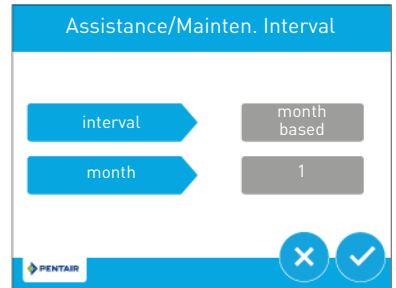 Assistance/Mainten. Interval
interval
month
based
month
1
PENTAIR